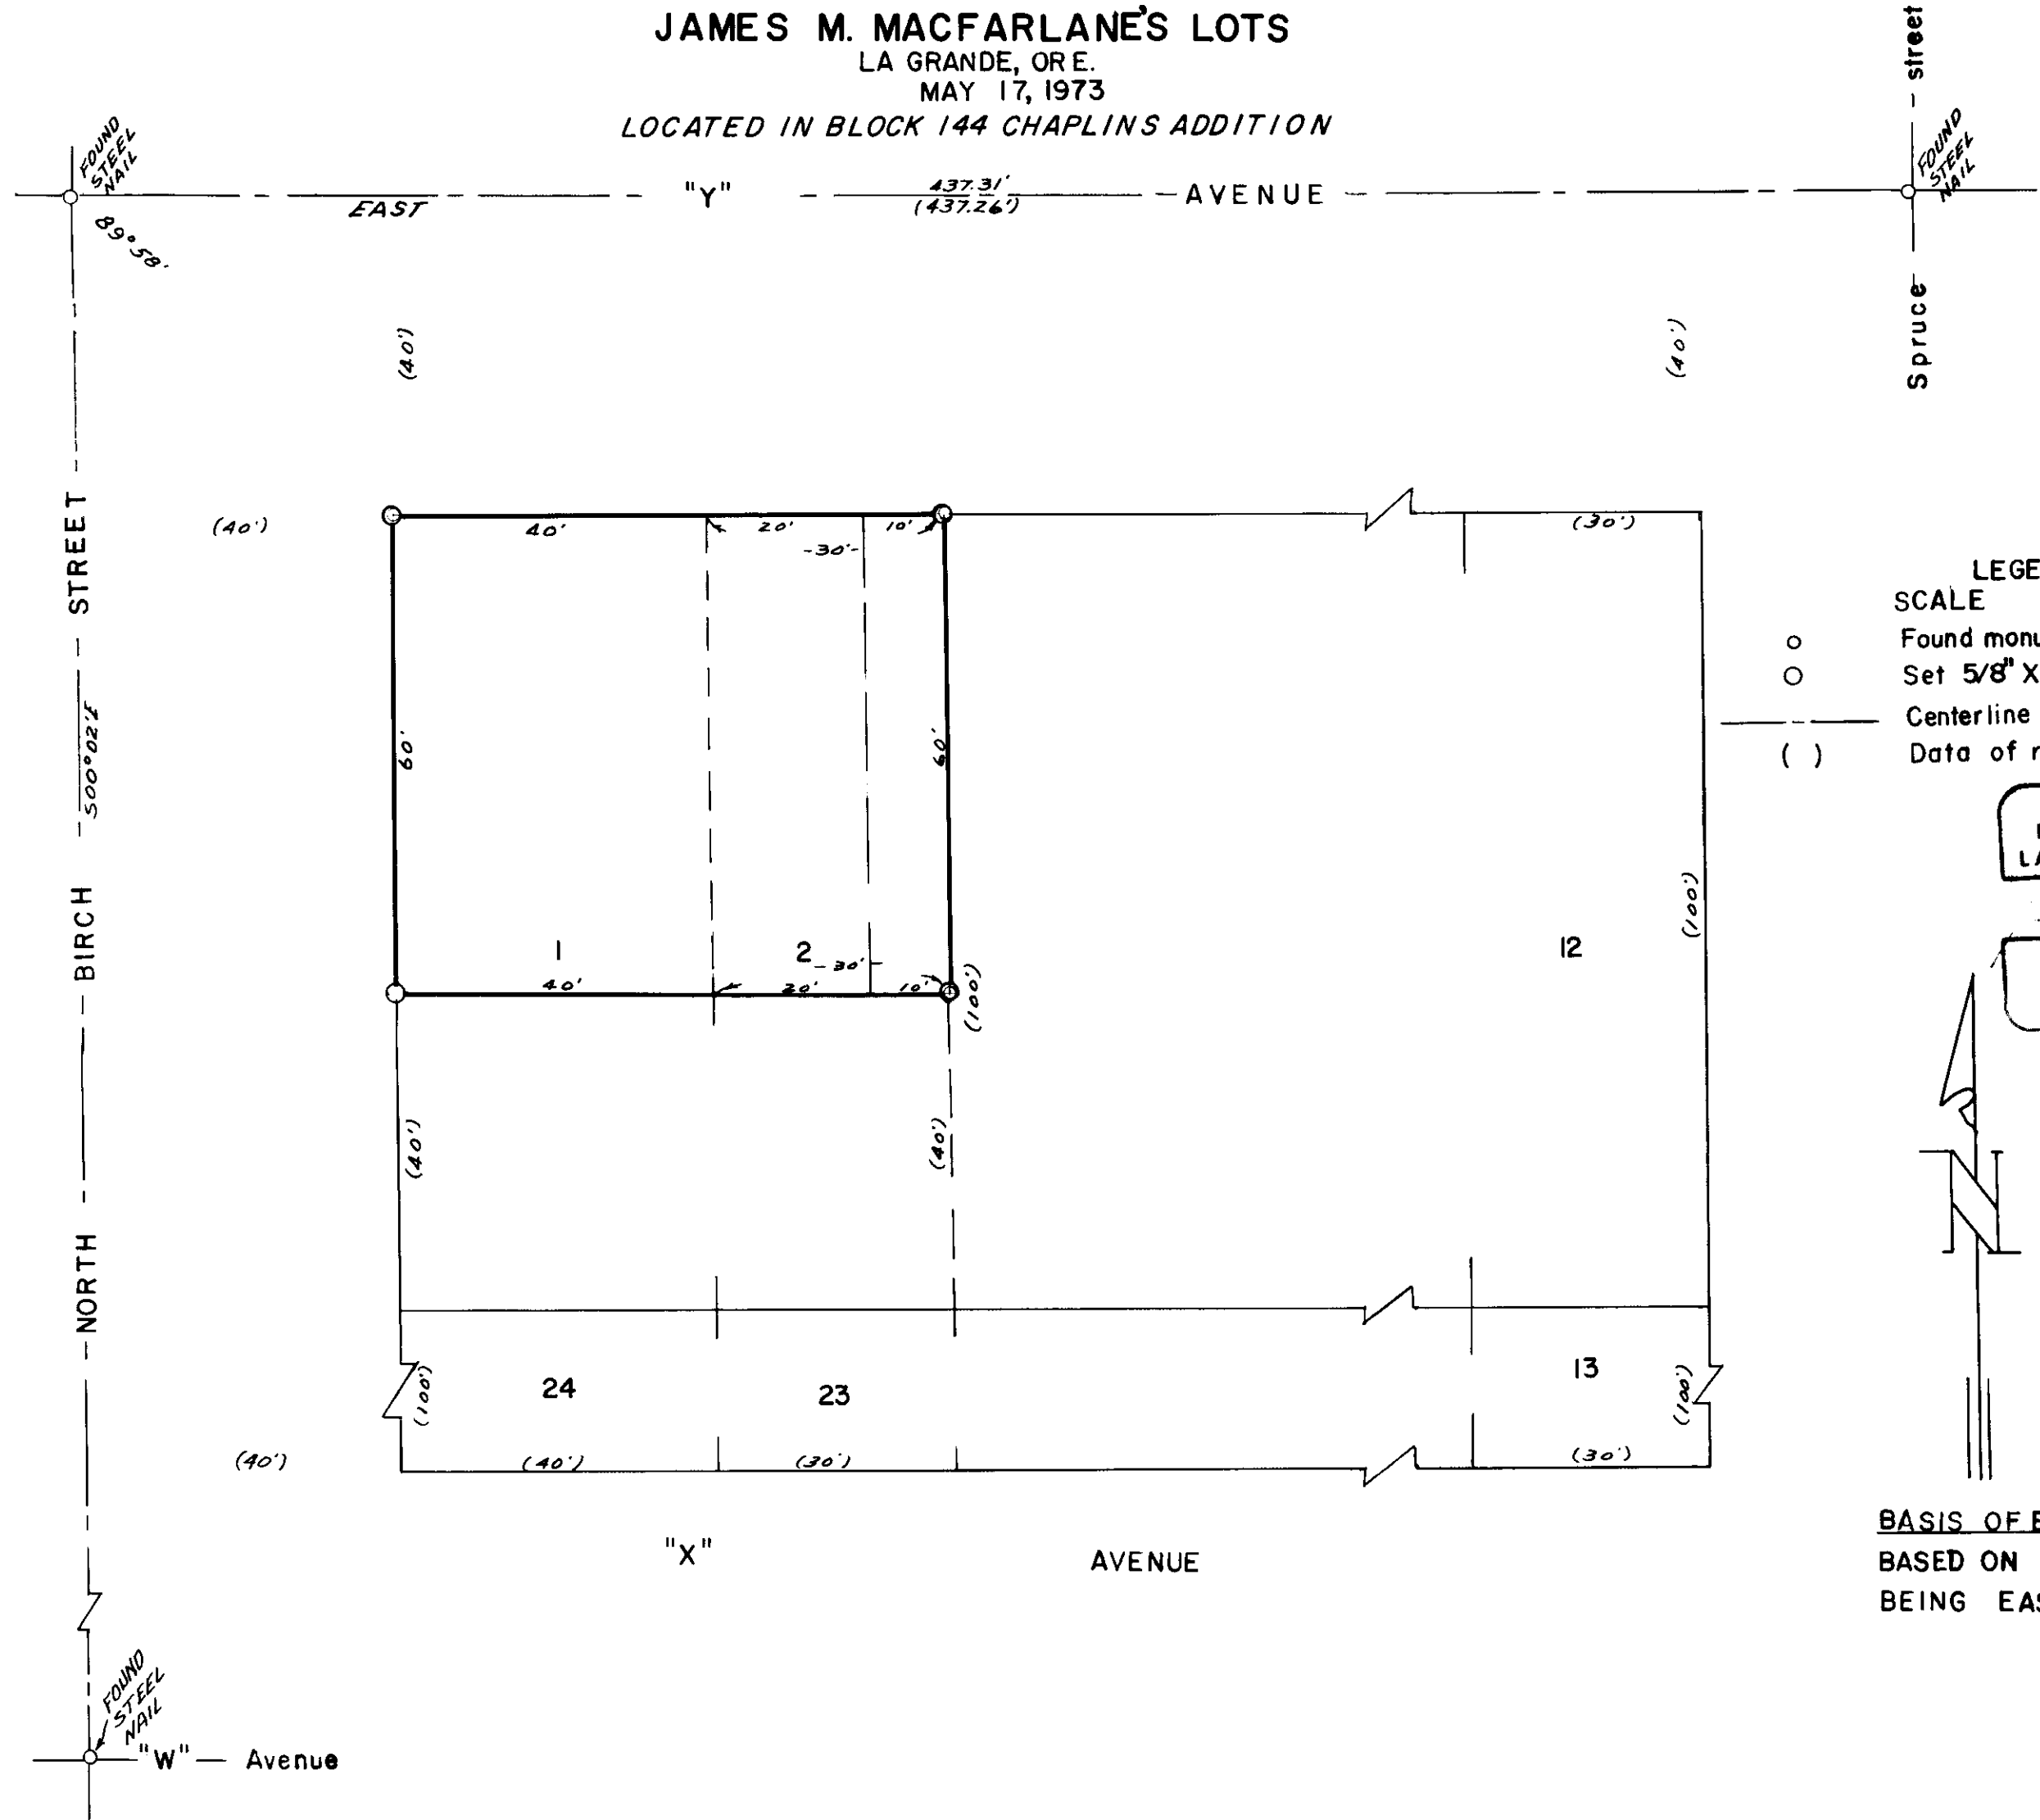 JAMES M. MACFARLANE'S LOTS
LA GRANDE, ORE.
MAY 17, 1973
LOCATED IN BLOCK 144 CHAPLINS ADDITION
street
FOUND
STEEL
NAIL
FOUND
STEEL
NAIL
EAST
"Y"
437.31'
(437.26')
AVENUE
89°58'
Spruce
(40')
(40')
(40')
40'
20'
10'
-30'-
(30')
STREET
S00°02'E
BIRCH
NORTH
60'
60'
LEGE
SCALE
Found monu
Set 5/8" X
Centerline
( ) Data of r
LA
1
2
-30'-
12
40'
20'
10'
(100')
(100')
(40')
(40')
N
24
23
13
(100')
(100')
(40')
(40')
(30')
(30')
"X"
AVENUE
BASIS OF B
BASED ON
BEING EAS
FOUND
STEEL
NAIL
"W" Avenue